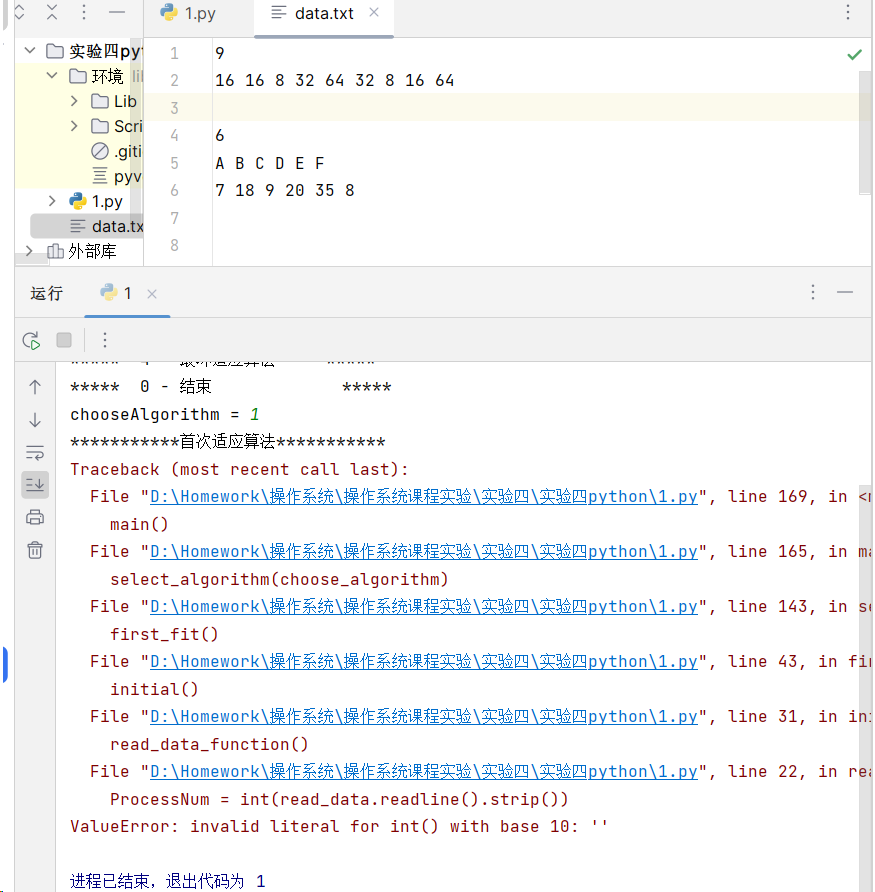 1.py
data.txt
实验四pyt
环境 lib
Lib
Scri
.giti
pyv
1.py
data.tx
外部库
1 9
2 16 16 8 32 64 32 8 16 64
3
4 6
5 A B C D E F
6 7 18 9 20 35 8
7
8
运行 1
***** 0 - 结束 *****
chooseAlgorithm = 1
***********首次适应算法***********
Traceback (most recent call last):
File "D:\Homework\操作系统\操作系统课程实验\实验四\实验四python\1.py", line 169, in <m
main()
File "D:\Homework\操作系统\操作系统课程实验\实验四\实验四python\1.py", line 165, in ma
select_algorithm(choose_algorithm)
File "D:\Homework\操作系统\操作系统课程实验\实验四\实验四python\1.py", line 143, in se
first_fit()
File "D:\Homework\操作系统\操作系统课程实验\实验四\实验四python\1.py", line 43, in fir
initial()
File "D:\Homework\操作系统\操作系统课程实验\实验四\实验四python\1.py", line 31, in ini
read_data_function()
File "D:\Homework\操作系统\操作系统课程实验\实验四\实验四python\1.py", line 22, in rea
ProcessNum = int(read_data.readline().strip())
ValueError: invalid literal for int() with base 10: ''
进程已结束，退出代码为 1